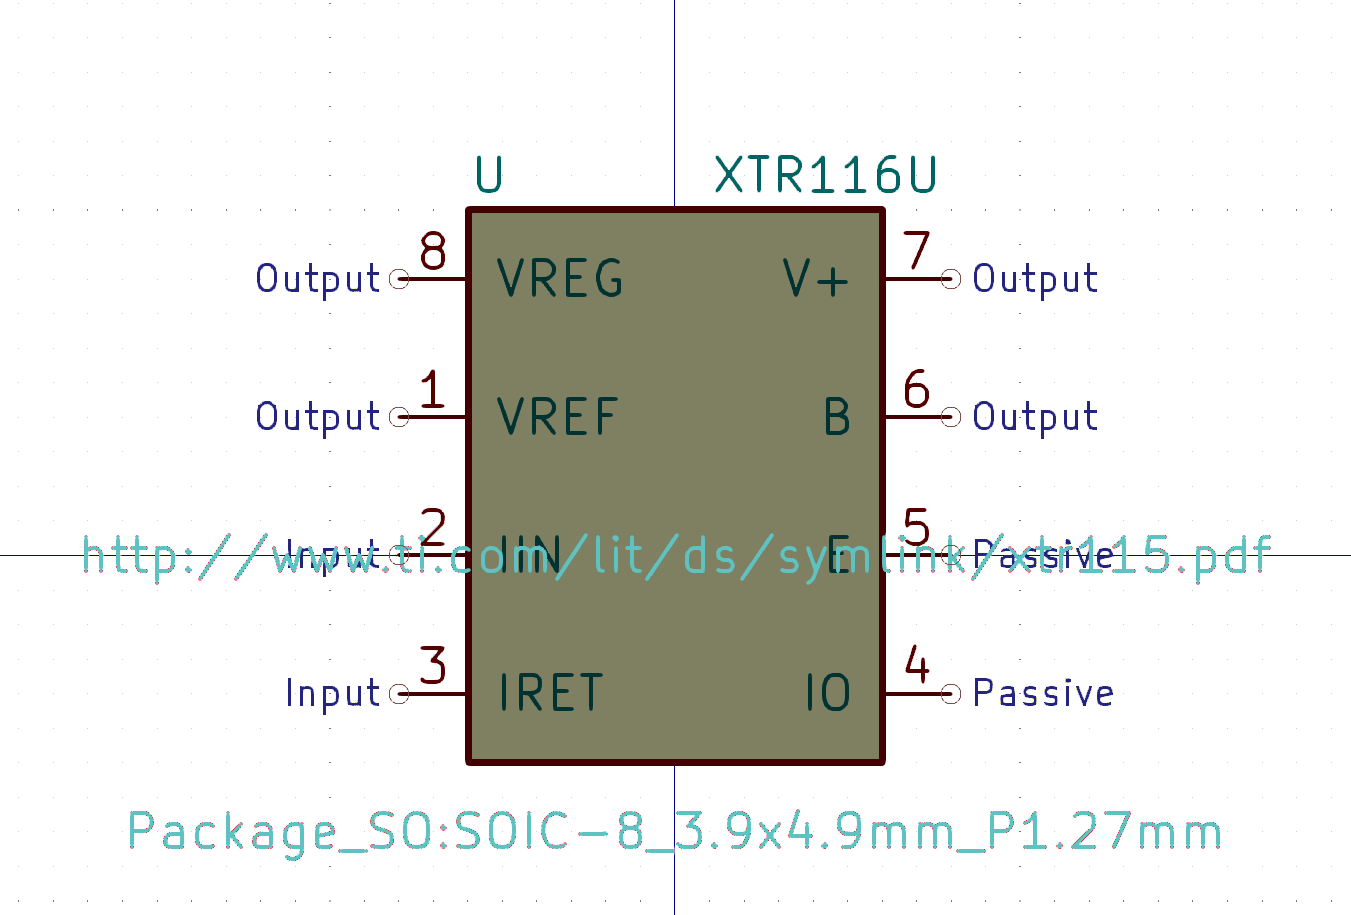 U XTR116U
8 7
Output VREG V+ Output
1 6
Output VREF B Output
2 5
Input IIN E Passive
http://www.ti.com/lit/ds/symlink/xtr115.pdf
3 4
Input IRET IO Passive
Package_SO:SOIC-8_3.9x4.9mm_P1.27mm